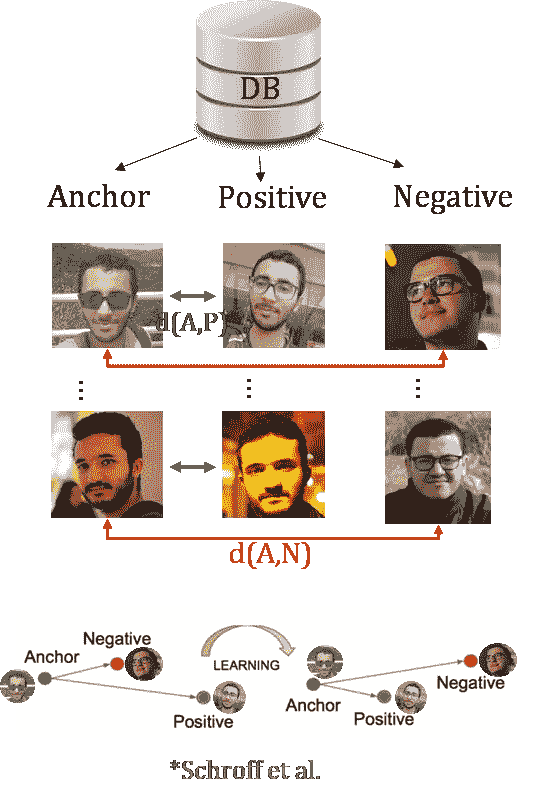 DB
Anchor Positive Negative
d(A,P)
d(A,N)
Negative
Anchor
Positive
LEARNING
Negative
Anchor
Positive
*Schroff et al.